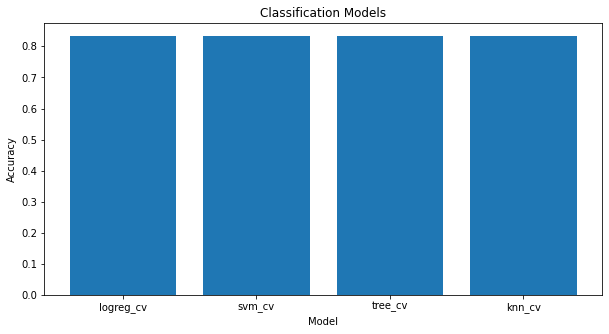 Classification Models
Accuracy
0.8
0.7
0.6
0.5
0.4
0.3
0.2
0.1
0.0
logreg_cv svm_cv tree_cv knn_cv
Model